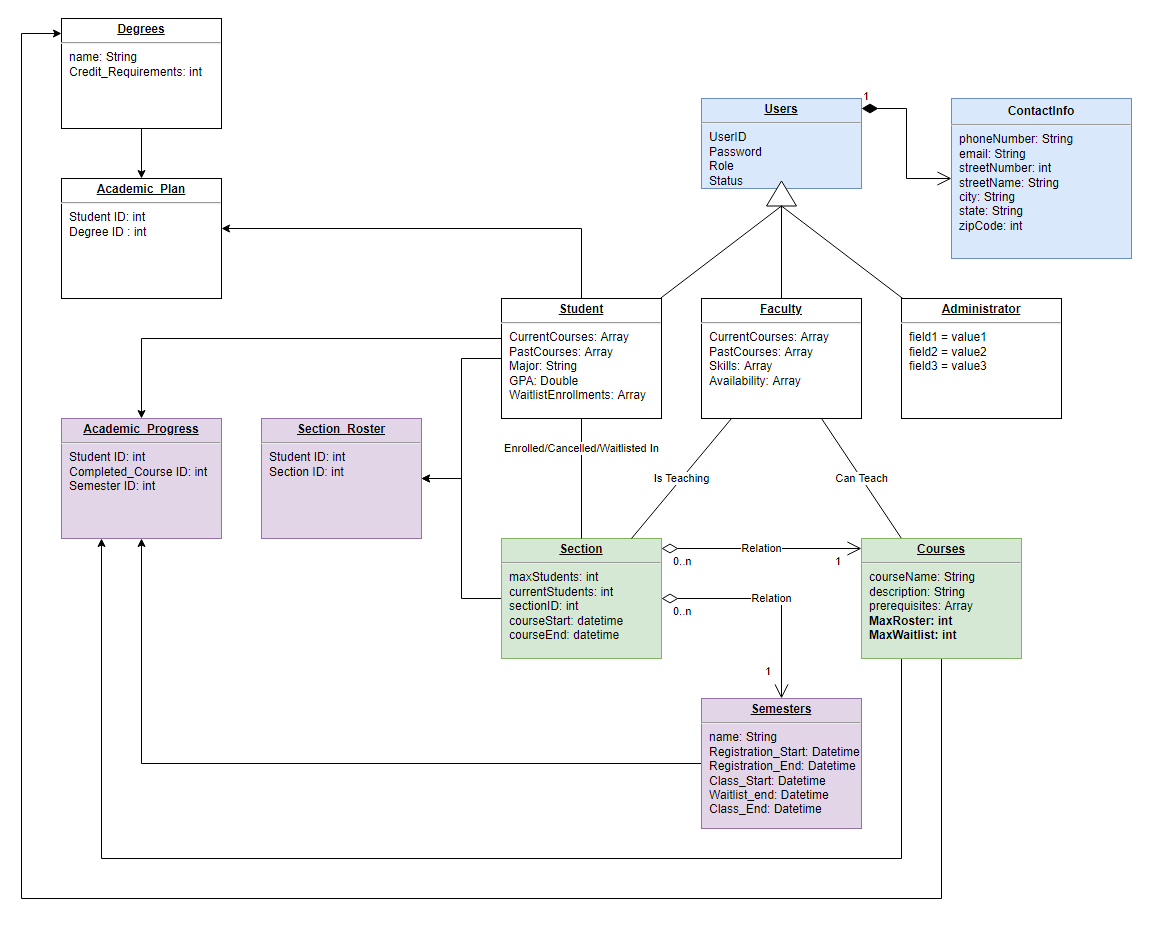 Degrees
name: String
Credit_Requirements: int
Academic_Plan
Student ID: int
Degree ID : int
Users
UserID
Password
Role
Status
1
ContactInfo
phoneNumber: String
email: String
streetNumber: int
streetName: String
city: String
state: String
zipCode: int
Student
CurrentCourses: Array
PastCourses: Array
Major: String
GPA: Double
WaitlistEnrollments: Array
Faculty
CurrentCourses: Array
PastCourses: Array
Skills: Array
Availability: Array
Administrator
field1 = value1
field2 = value2
field3 = value3
Academic_Progress
Student ID: int
Completed_Course ID: int
Semester ID: int
Section_Roster
Student ID: int
Section ID: int
Enrolled/Cancelled/Waitlisted In
Is Teaching
Can Teach
Section
maxStudents: int
currentStudents: int
sectionID: int
courseStart: datetime
courseEnd: datetime
Relation
0..n
1
Relation
0..n
1
Courses
courseName: String
description: String
prerequisites: Array
MaxRoster: int
MaxWaitlist: int
Semesters
name: String
Registration_Start: Datetime
Registration_End: Datetime
Class_Start: Datetime
Waitlist_end: Datetime
Class_End: Datetime